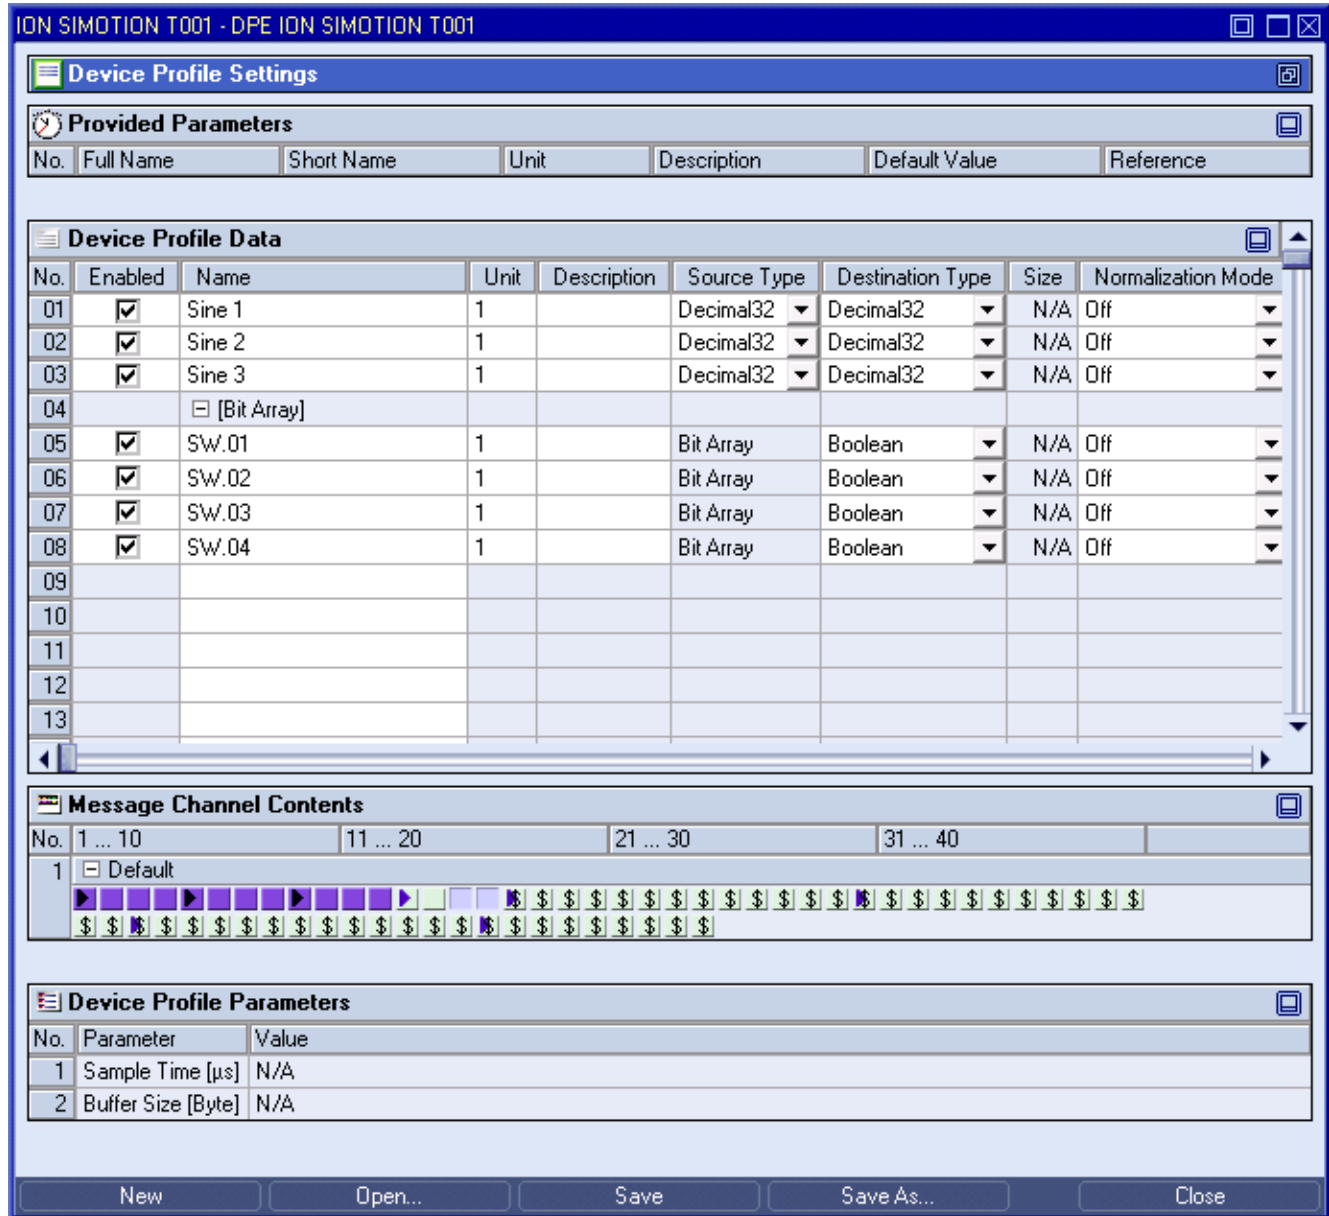 ION SIMOTION T001 - DPE ION SIMOTION T001
Device Profile Settings
Provided Parameters
No. Full Name Short Name Unit Description Default Value Reference
Device Profile Data
No. Enabled Name Unit Description Source Type Destination Type Size Normalization Mode
01 Sine 1 1 Decimal32 Decimal32 N/A Off
02 Sine 2 1 Decimal32 Decimal32 N/A Off
03 Sine 3 1 Decimal32 Decimal32 N/A Off
04 [Bit Array]
05 SW.01 1 Bit Array Boolean N/A Off
06 SW.02 1 Bit Array Boolean N/A Off
07 SW.03 1 Bit Array Boolean N/A Off
08 SW.04 1 Bit Array Boolean N/A Off
09
10
11
12
13
Message Channel Contents
No. 1 ... 10 11 ... 20 21 ... 30 31 ... 40
1 Default
$ $ $ $ $ $ $ $ $ $ $ $ $ $ $ $ $ $ $ $ $ $ $ $
$ $ $ $ $ $ $ $ $ $ $ $ $ $ $ $ $ $ $ $ $ $ $ $
Device Profile Parameters
No. Parameter Value
1 Sample Time [µs] N/A
2 Buffer Size [Byte] N/A
New Open... Save Save As... Close